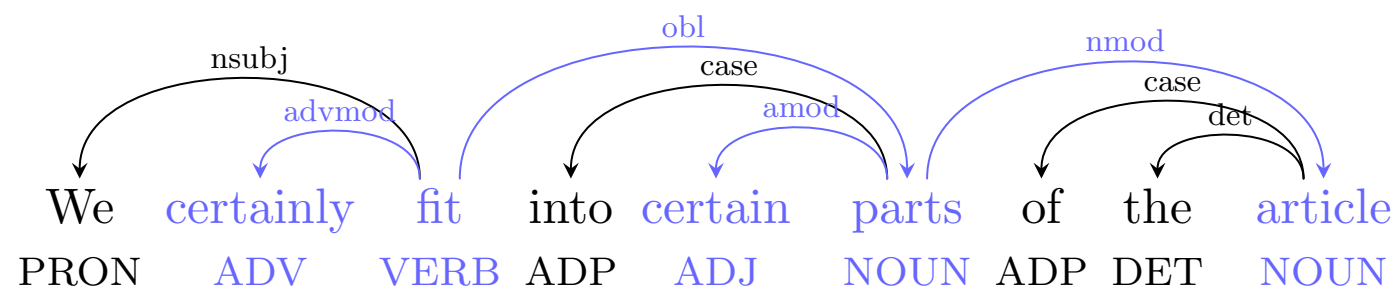 obl
nmod
nsubj case case
advmod amod det
We certainly fit into certain parts of the article
PRON ADV VERB ADP ADJ NOUN ADP DET NOUN